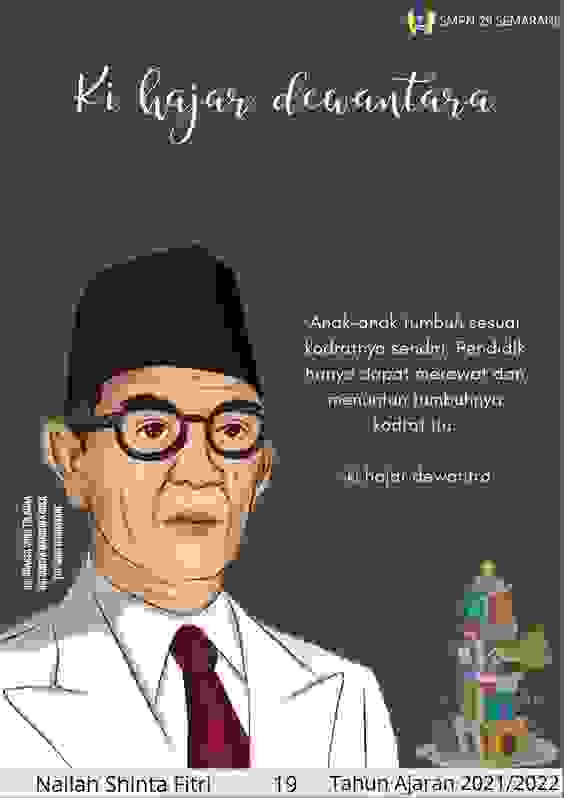 SMPN 29 SEMARANG
Ki hajar dewantara
Anak-anak tumbuh sesuai
kodratnya sendiri. Pendidik
hanya dapat merawat dan
menuntun tumbuhnya
kodrat itu.
ki hajar dewantra
Nailah Shinta Fitri 19 Tahun Ajaran 2021/2022